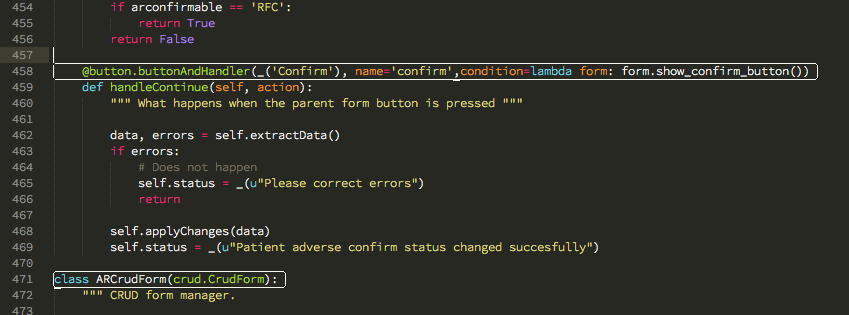 454 if arconfirmable == 'RFC':
455 return True
456 return False
457
458 @button.buttonAndHandler(_('Confirm'), name='confirm',condition=lambda form: form.show_confirm_button())
459 def handleContinue(self, action):
460 """ What happens when the parent form button is pressed """
461
462 data, errors = self.extractData()
463 if errors:
464 # Does not happen
465 self.status = _(u"Please correct errors")
466 return
467
468 self.applyChanges(data)
469 self.status = _(u"Patient adverse confirm status changed succesfully")
470
471 class ARCrudForm(crud.CrudForm):
472 """ CRUD form manager.
473